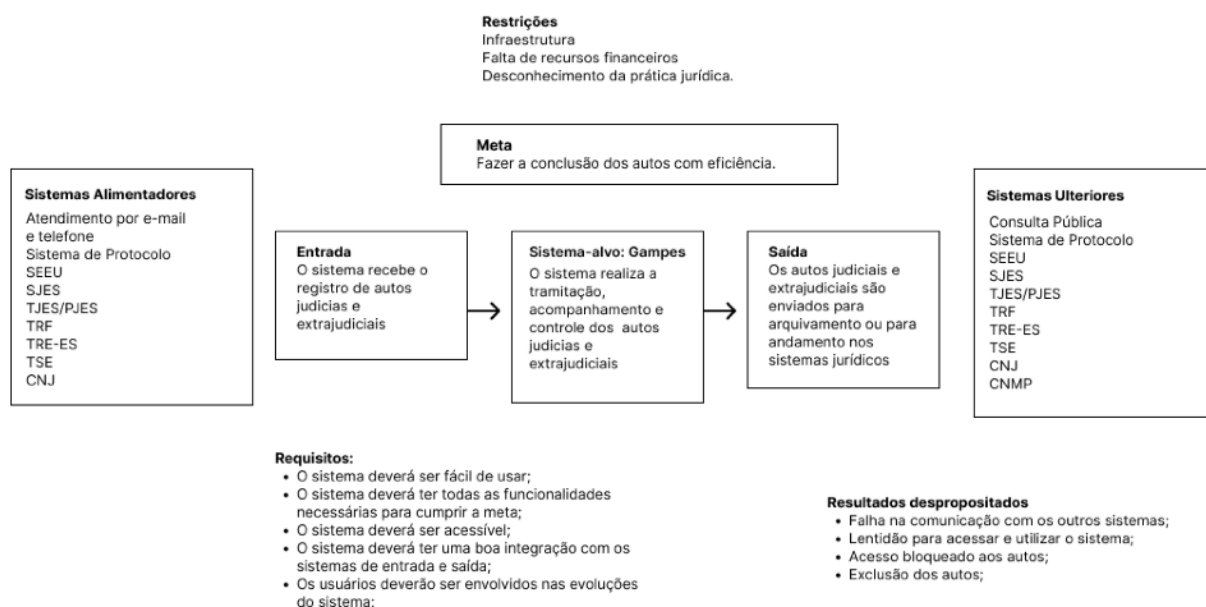 Restrições
Infraestrutura
Falta de recursos financeiros
Desconhecimento da prática jurídica.
Meta
Fazer a conclusão dos autos com eficiência.
Sistemas Alimentadores
Atendimento por e-mail
e telefone
Sistema de Protocolo
SEEU
SJES
TJES/PJES
TRF
TRE-ES
TSE
CNJ
Entrada
O sistema recebe o
registro de autos
judicias e
extrajudiciais
Sistema-alvo: Gampes
O sistema realiza a
tramitação,
acompanhamento e
controle dos autos
judicias e
extrajudiciais
Saída
Os autos judiciais e
extrajudiciais são
enviados para
arquivamento ou para
andamento nos
sistemas jurídicos
Sistemas Ulteriores
Consulta Pública
Sistema de Protocolo
SEEU
SJES
TJES/PJES
TRF
TRE-ES
TSE
CNJ
CNMP
Requisitos:
• O sistema deverá ser fácil de usar;
• O sistema deverá ter todas as funcionalidades
necessárias para cumprir a meta;
• O sistema deverá ser acessível;
• O sistema deverá ter uma boa integração com os
sistemas de entrada e saída;
• Os usuários deverão ser envolvidos nas evoluções
do sistema;
Resultados despropositados
• Falha na comunicação com os outros sistemas;
• Lentidão para acessar e utilizar o sistema;
• Acesso bloqueado aos autos;
• Exclusão dos autos;